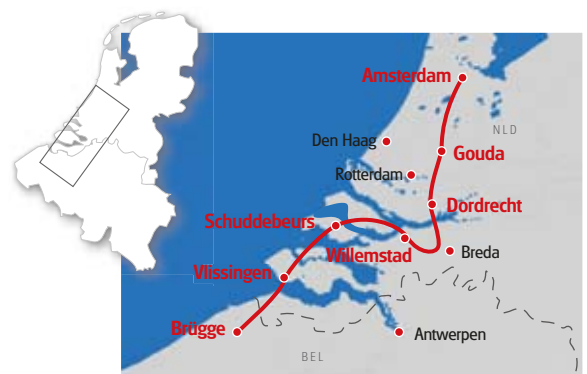 Amsterdam
NLD
Den Haag
Gouda
Rotterdam
Dordrecht
Schuddebeurs
Willemstad
Breda
Vlissingen
Brügge
Antwerpen
BEL